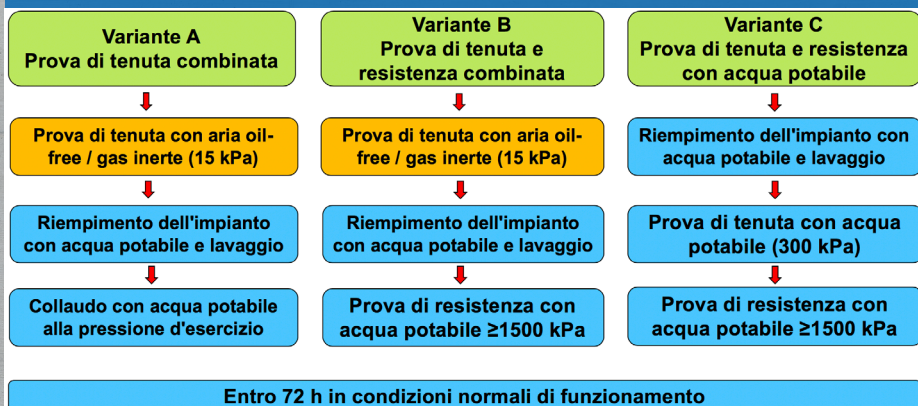 Variante A
Prova di tenuta combinata
Variante B
Prova di tenuta e
resistenza combinata
Variante C
Prova di tenuta e resistenza
con acqua potabile
Prova di tenuta con aria oil-
free / gas inerte (15 kPa)
Prova di tenuta con aria oil-
free / gas inerte (15 kPa)
Riempimento dell'impianto con
acqua potabile e lavaggio
Riempimento dell'impianto
con acqua potabile e lavaggio
Riempimento dell'impianto
con acqua potabile e lavaggio
Prova di tenuta con acqua
potabile (300 kPa)
Collaudo con acqua potabile
alla pressione d'esercizio
Prova di resistenza con
acqua potabile ≥1500 kPa
Prova di resistenza con
acqua potabile ≥1500 kPa
Entro 72 h in condizioni normali di funzionamento